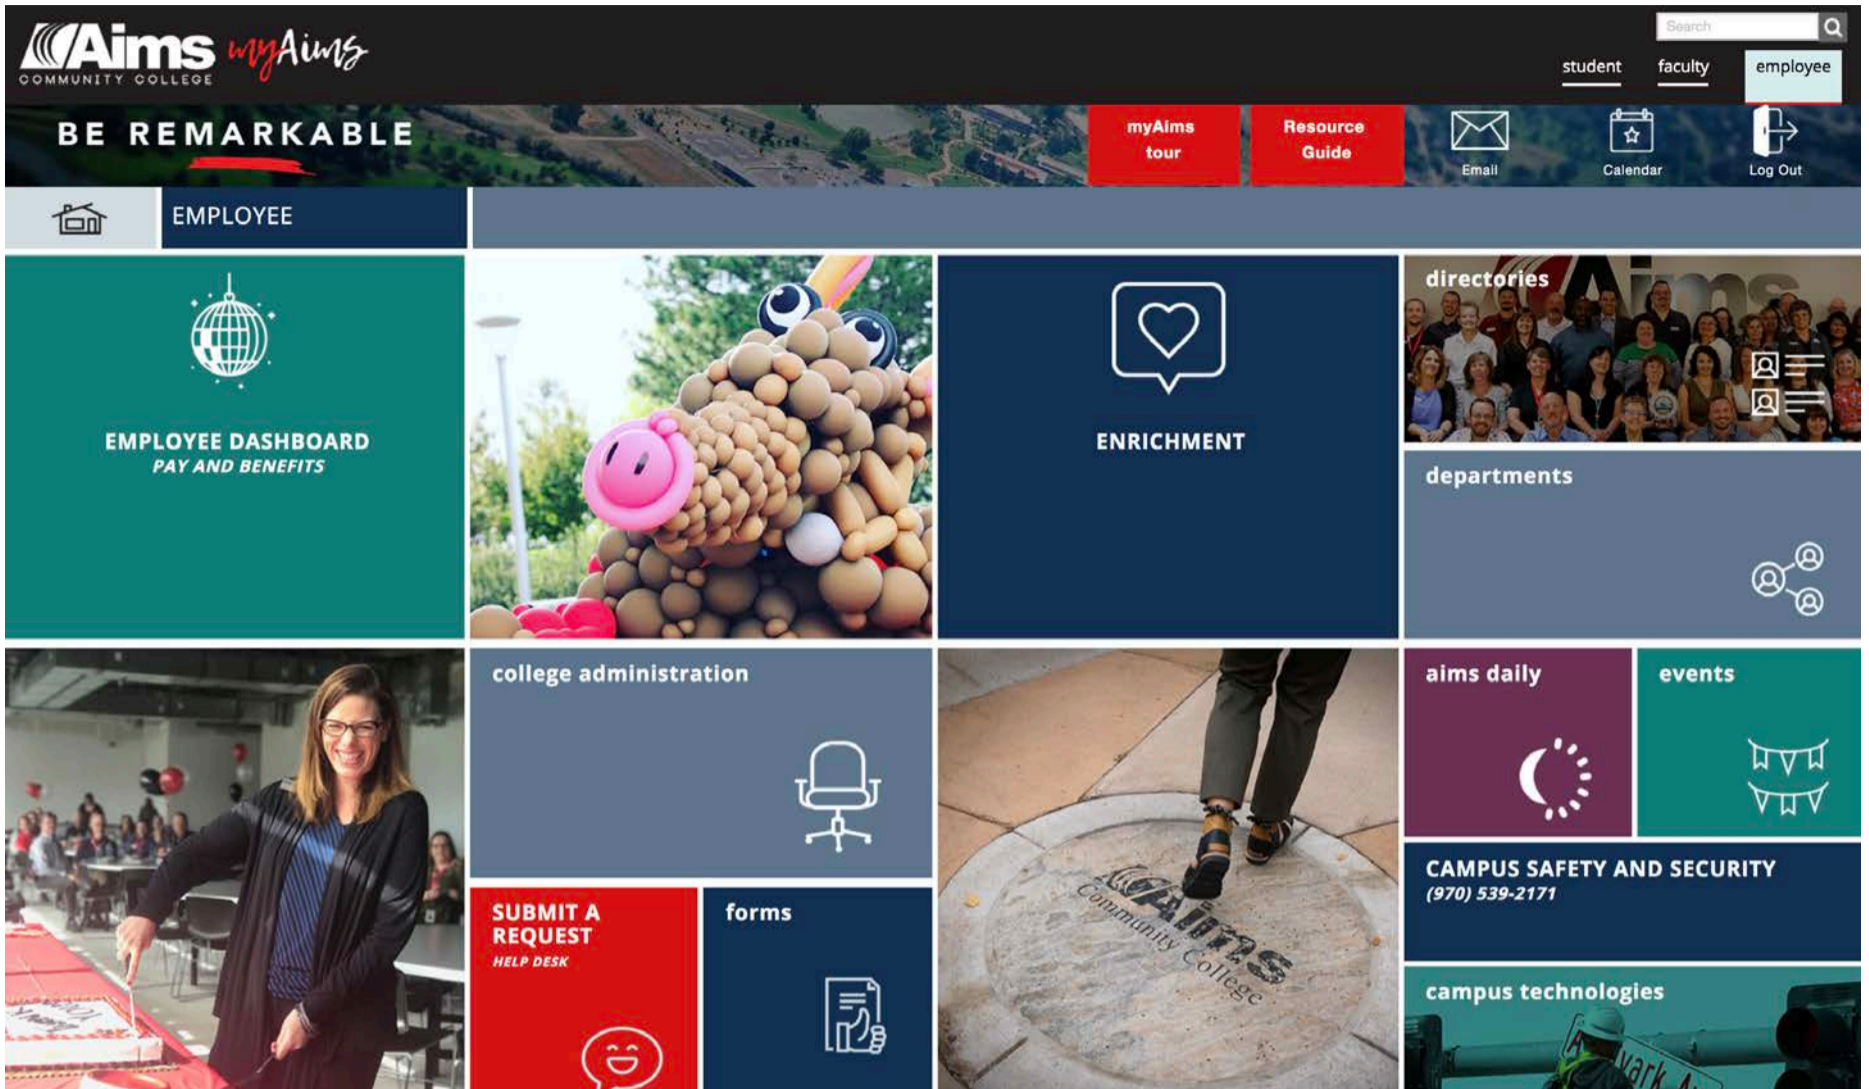 Aims
COMMUNITY COLLEGE
myAims
Search
student
faculty
employee
BE REMARKABLE
myAims
tour
Resource
Guide
Email
Calendar
Log Out
EMPLOYEE
EMPLOYEE DASHBOARD
PAY AND BENEFITS
ENRICHMENT
directories
Aims
departments
college administration
aims daily
events
SUBMIT A
REQUEST
HELP DESK
forms
Aims
Community College
CAMPUS SAFETY AND SECURITY
(970) 539-2171
campus technologies